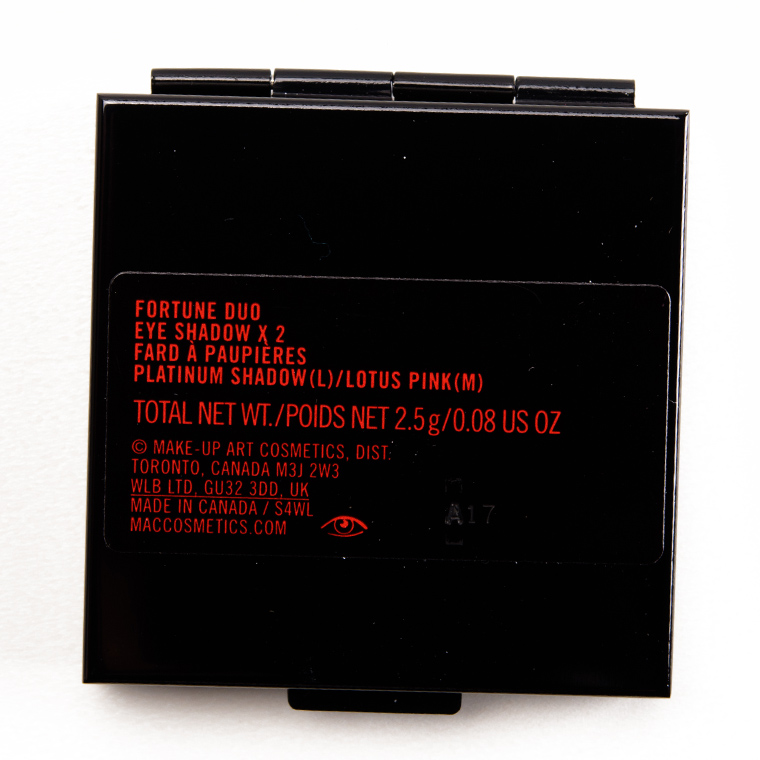 FORTUNE DUO
EYE SHADOW X 2
FARD À PAUPIÈRES
PLATINUM SHADOW(L)/LOTUS PINK(M)
TOTAL NET WT./POIDS NET 2.5g/0.08 US OZ
© MAKE-UP ART COSMETICS, DIST:
TORONTO, CANADA M3J 2W3
WLB LTD, GU32 3DD, UK
MADE IN CANADA / S4WL
MACCOSMETICS.COM
A17